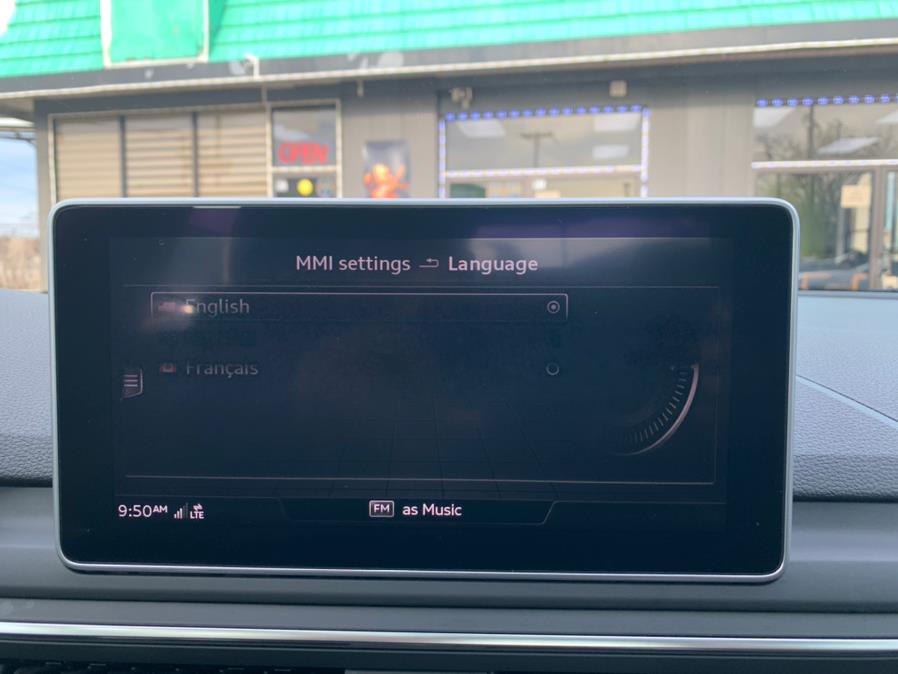 OPEN
MMI settings Language
English
Français
9:50AM LTE FM as Music